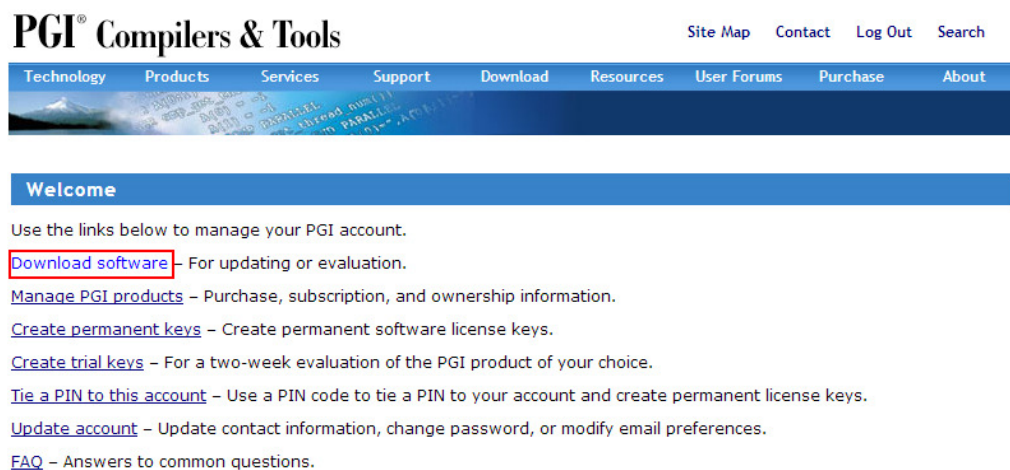 PGI® Compilers & Tools
Site Map Contact Log Out Search
Technology Products Services Support Download Resources User Forums Purchase About
Welcome
Use the links below to manage your PGI account.
Download software – For updating or evaluation.
Manage PGI products – Purchase, subscription, and ownership information.
Create permanent keys – Create permanent software license keys.
Create trial keys – For a two-week evaluation of the PGI product of your choice.
Tie a PIN to this account – Use a PIN code to tie a PIN to your account and create permanent license keys.
Update account – Update contact information, change password, or modify email preferences.
FAQ – Answers to common questions.